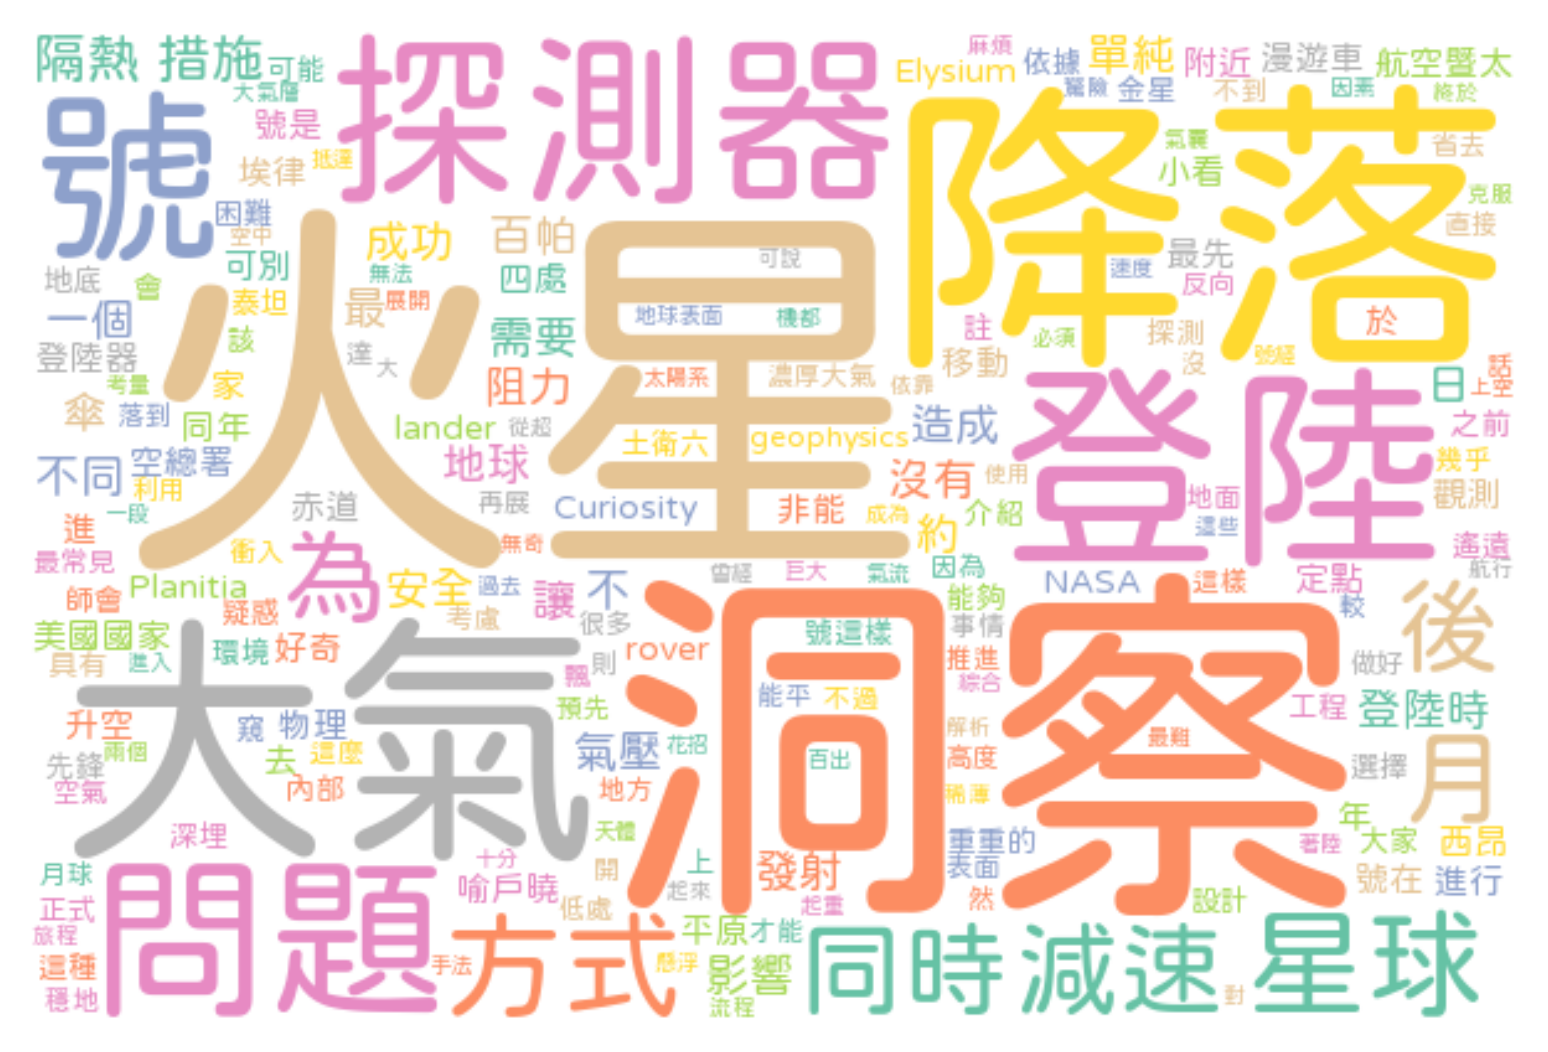 隔熱 措施 可能
大氣層
號
號是
探測器
埃律 抵達
困難
空中
Elysium 依據 單純 附近 漫遊車 航空暨太
麻煩
驚險 金星 不到 因素 終於
降落
氣囊
小看
省去
克服
直接
最先
速度
反向
地底 會 可別
成功 百帕
無法 四處
可說
一個 泰坦 最 展開
地球表面 機都
註 必須 探測 於
登陸器 該 達 大
需要
移動 沒 號經
火星
考量 家
阻力 太陽系 濃厚大氣 依靠
話
日 上空
傘 落到 同年
lander 從超
土衛六 geophysics 造成
登陸
之前
不同 空總署
利用
地球
沒有 使用
幾乎
觀測
地面
這些
進 一段 赤道 再展 Curiosity 非能 成為 約 介紹
最常見 衝入 為 無奇
曾經 巨大 氣流 因為
遙遠
航行
Planitia
師會 疑惑
安全 過去 讓 不
NASA 這樣 定點
較
能夠
事情
後
美國國家 環境 好奇 考慮 很多
rover 號這樣
推進
綜合
做好
具有 進入
則
飄
洞察
大氣
升空 窺 物理 預先
能平 不過
解析
工程 登陸時
先鋒 兩個 去 這麼 氣壓 花招
百出 高度
最難
選擇 月
空氣 內部 地方
稀薄
年
深埋 天體
重重的
表面
著陸 大家 西昂
月球 十分 開 上
起來
發射
號在 進行
正式
旅程
問題
喻戶曉 低處
起重
然 設計
這種
穩地
手法 方式 懸浮
平原 才能
影響
流程
同時 減速 對 星球